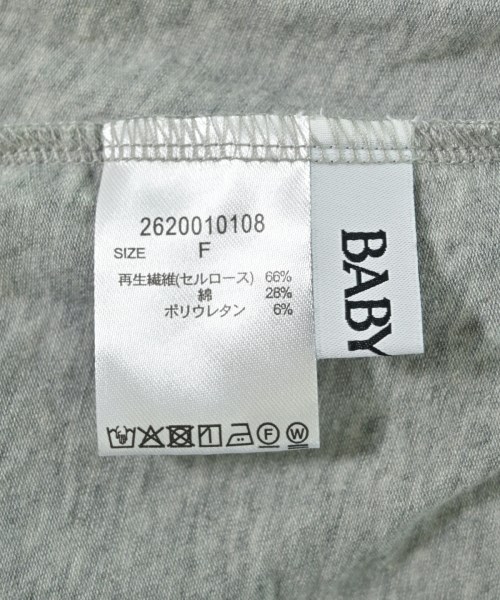 2620010108
SIZE F
再生繊維(セルロース) 66%
綿 28%
ポリウレタン 6%
F W
BABY